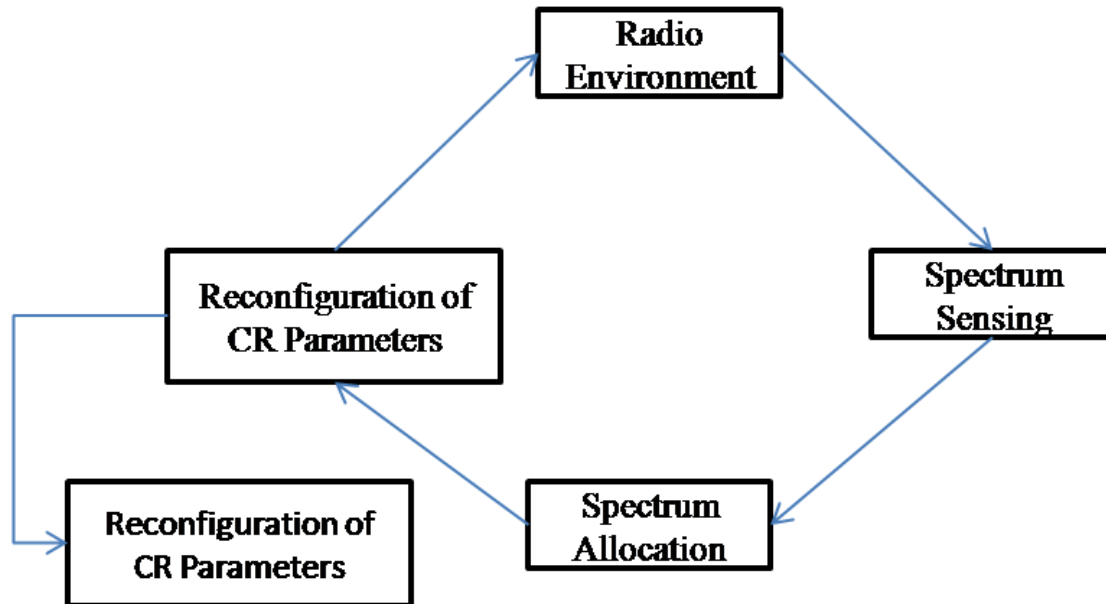 Radio
Environment
Spectrum
Sensing
Reconfiguration of
CR Parameters
Spectrum
Allocation
Reconfiguration of
CR Parameters